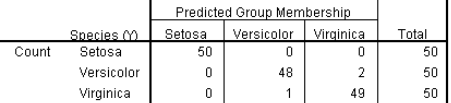 Predicted Group Membership
Species (Y) Setosa Versicolor Virginica Total
Count Setosa 50 0 0 50
Versicolor 0 48 2 50
Virginica 0 1 49 50